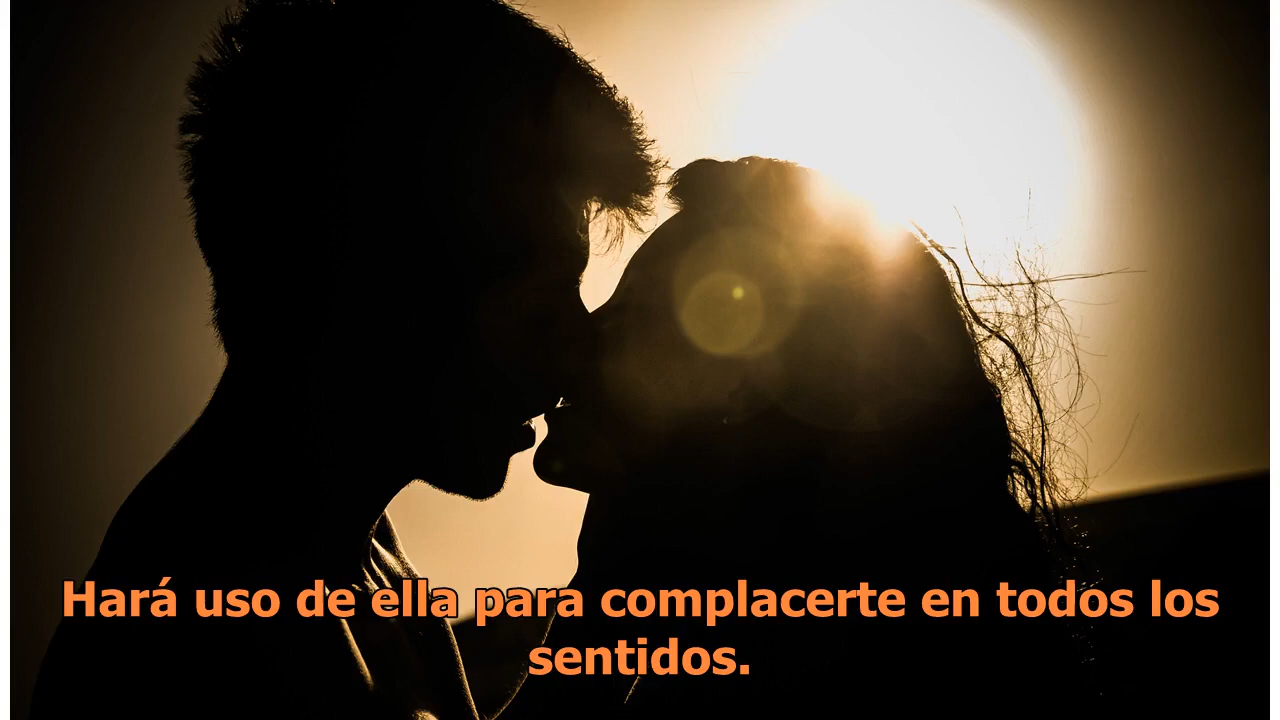 Hará uso de ella para complacerte en todos los
sentidos.